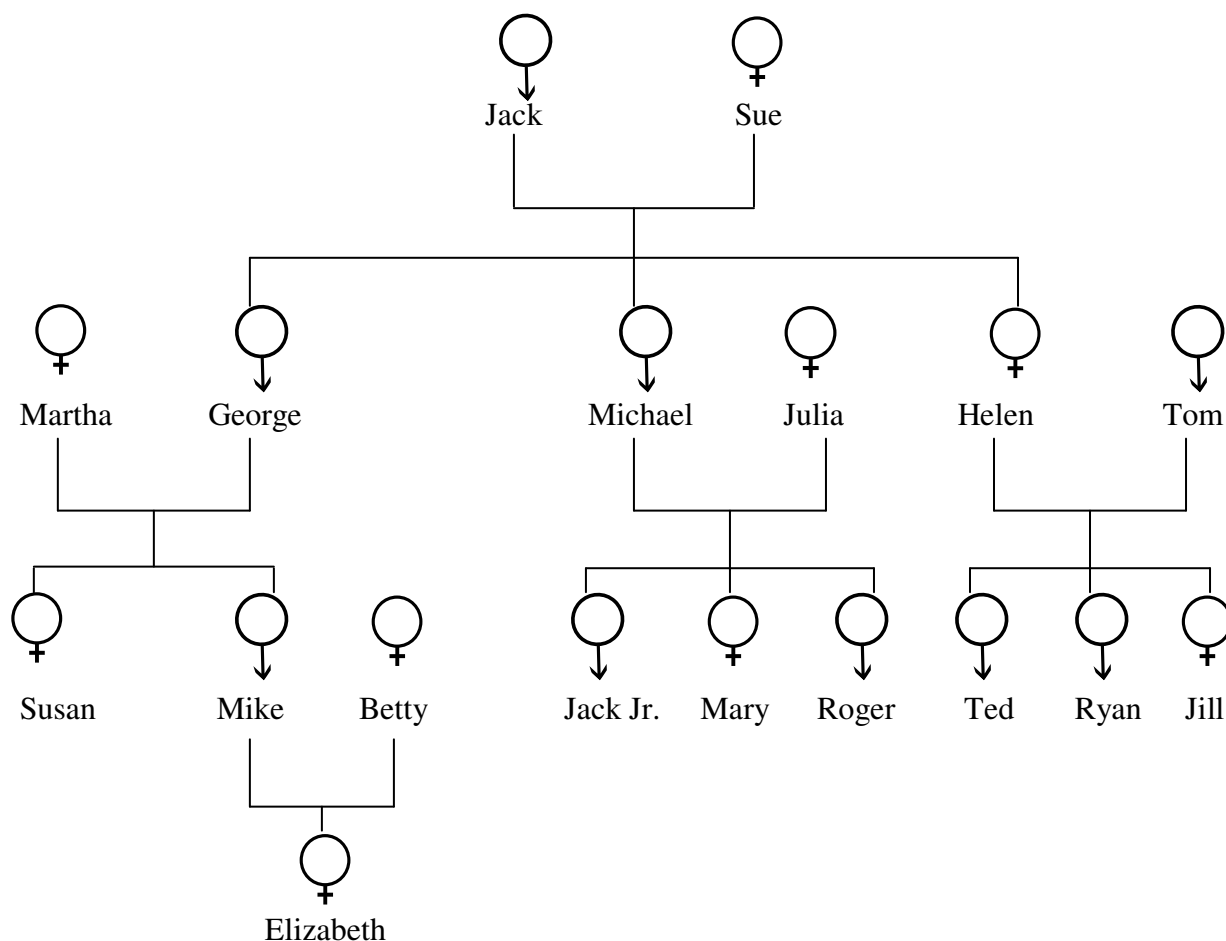 Jack Sue
Martha George Michael Julia Helen Tom
Susan Mike Betty Jack Jr. Mary Roger Ted Ryan Jill
Elizabeth